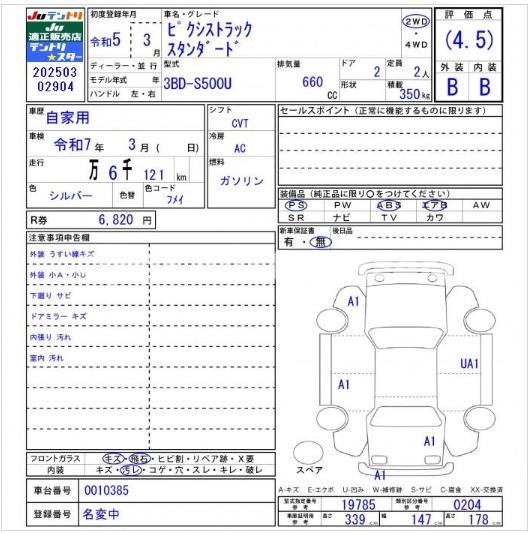 Juテントリ
Ju
適正販売店
テントリ
★スター
202503
02904
初度登録年月
令和5年 3月
ディーラー・並行
モデル年式 年
ハンドル 左・右
車名・グレード
ピクシストラック
スタンダード
2WD
・
4WD
型式
3BD-S500U
排気量
660 CC
ドア 2
形状
定員 2人
積載 350kg
評価点
(4.5)
外装 内装
B B
車歴
自家用
車検
令和7年 3月 (日)
走行
万 6千 121 km
色 シルバー
色替
色コード フメイ
R券 6,820円
シフト
CVT
冷房
AC
燃料
ガソリン
セールスポイント (正常に機能するものに限ります)
装備品 (純正品に限り〇をつけてください)
PS PW ABS エアB AW
SR ナビ TV カワ
新車保証書
有・無
後日品
注意事項申告欄
外装 うすい線キズ
外装 小A・小U
下廻り サビ
ドアミラー キズ
内張り 汚れ
室内 汚れ
A1
A1
UA1
A1
A1
スペア
フロントガラス キズ・飛石・ヒビ割・リペア跡・X要
内装 キズ・汚レ・コゲ・穴・スレ・キレ・破レ
A-キズ E-エクボ U-凹み W-補修跡 S-サビ C-腐食 XX-交換済
車台番号 0010385
型式指定番号 19785 類別区分番号 0204
登録番号 名変中
車庫証明用参考 長さ 339cm 幅 147cm 高さ 178cm